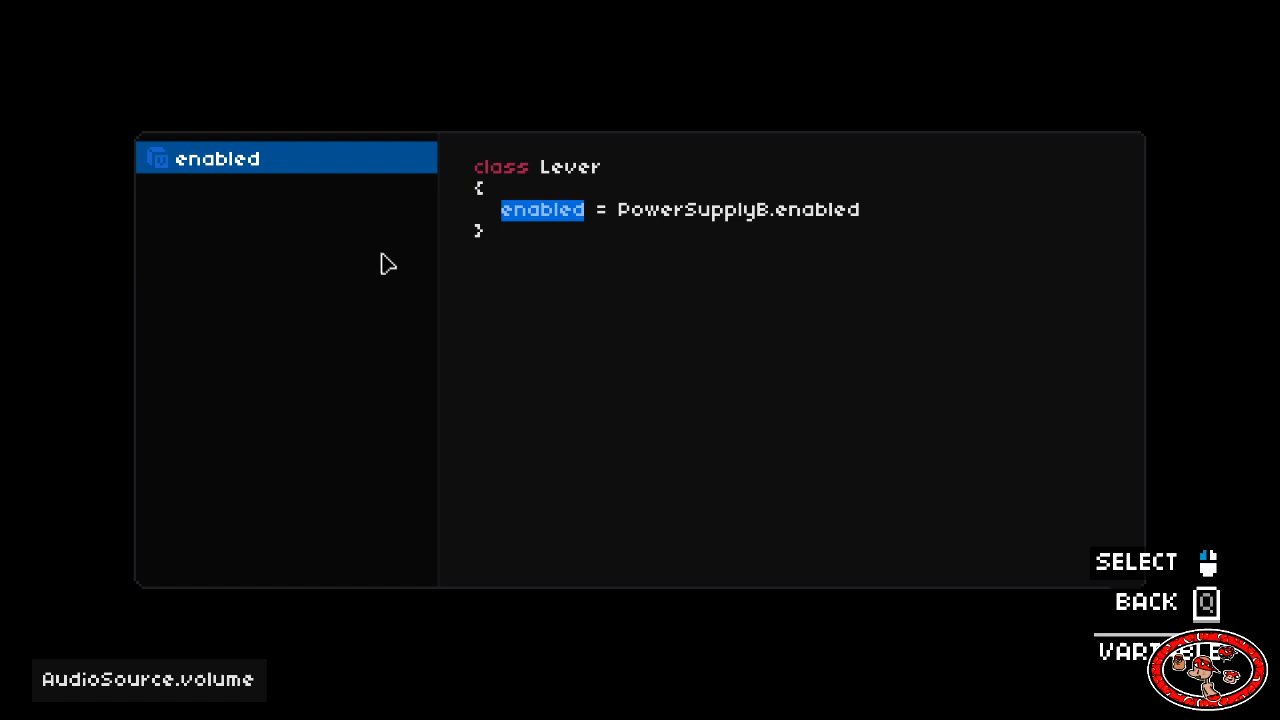 enabled
class Lever
{
enabled = PowerSupplyB.enabled
}
SELECT
BACK Q
AudioSource.volume